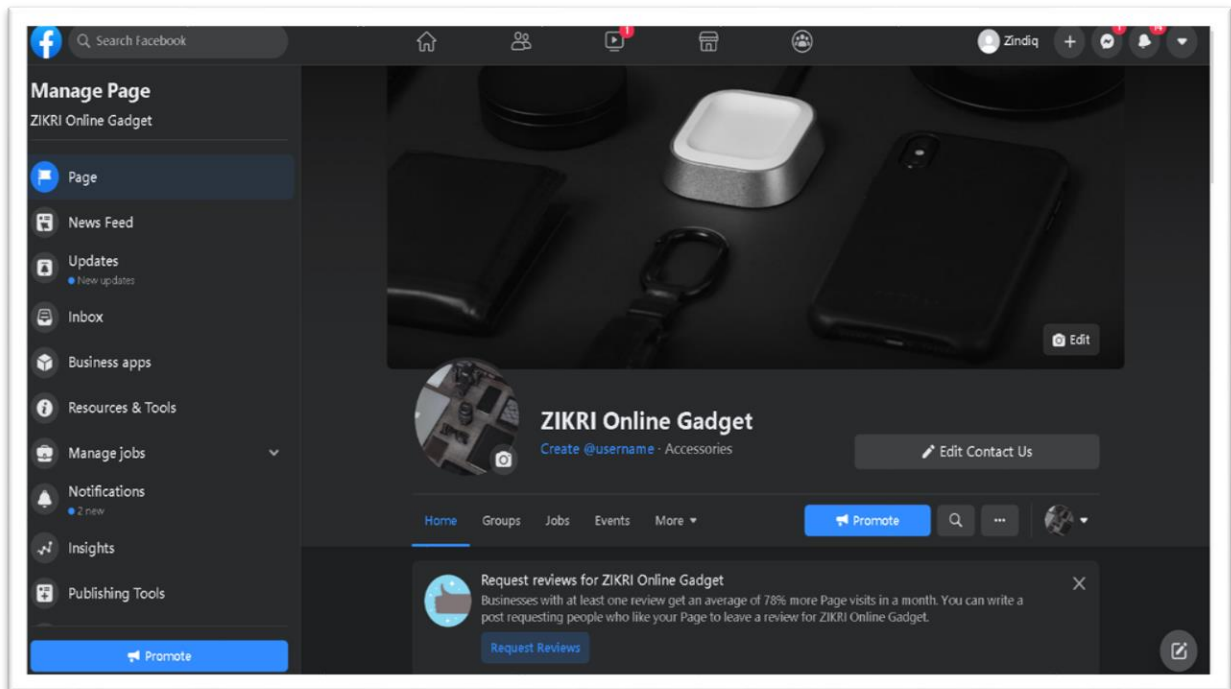 Search Facebook
1
Zindiq
Manage Page
ZIKRI Online Gadget
Page
News Feed
Updates
New updates
Inbox
Business apps
Resources & Tools
Manage jobs
Notifications
2 new
Insights
Publishing Tools
Promote
Edit
ZIKRI Online Gadget
Create @username · Accessories
Edit Contact Us
Home Groups Jobs Events More
Promote
Request reviews for ZIKRI Online Gadget
Businesses with at least one review get an average of 78% more Page visits in a month. You can write a
post requesting people who like your Page to leave a review for ZIKRI Online Gadget.
Request Reviews